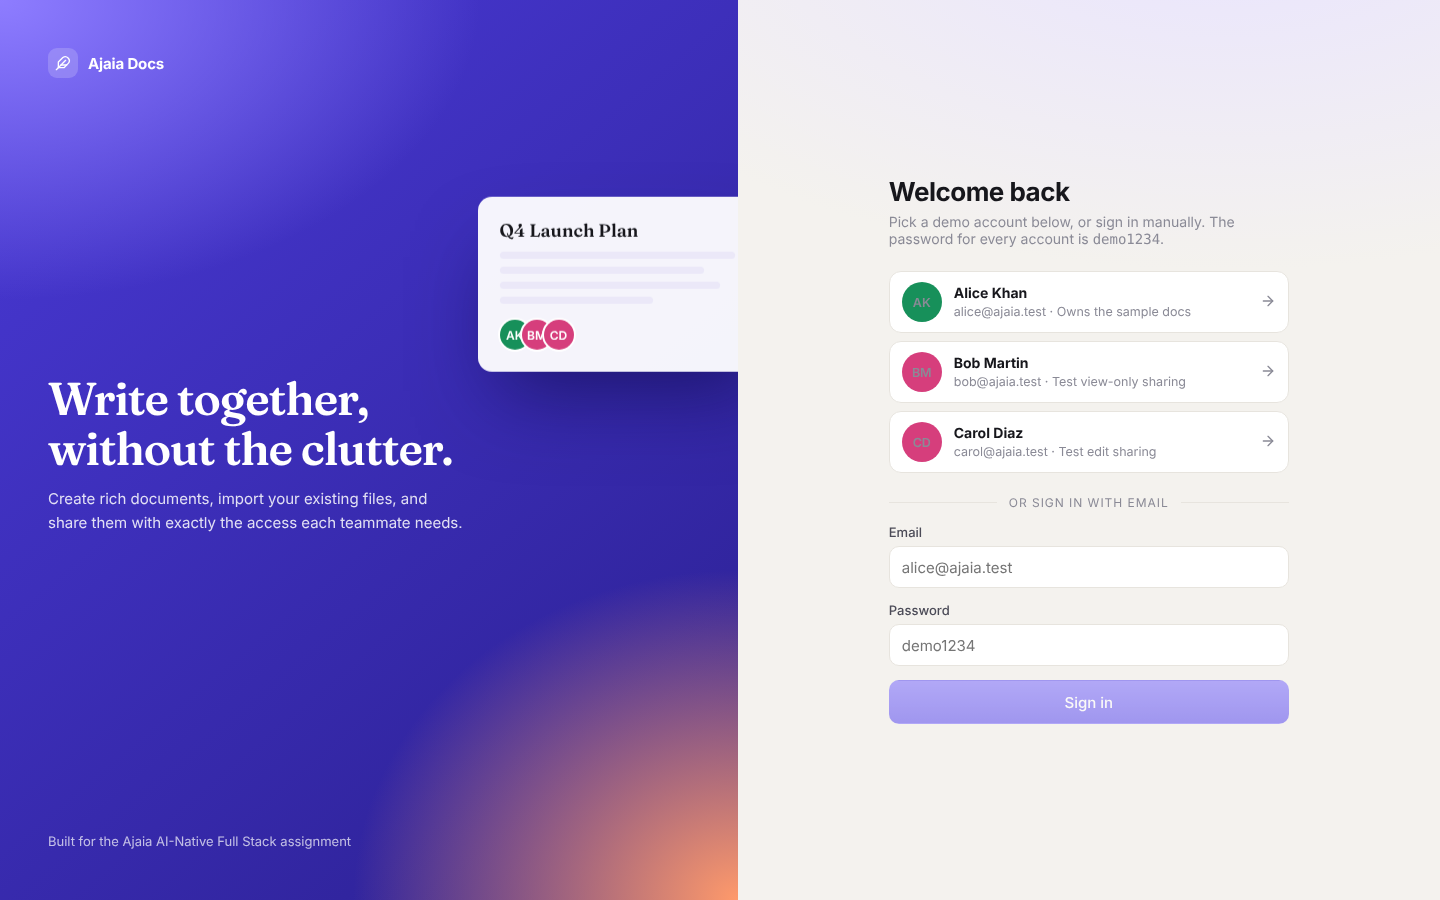 Ajaia Docs
Q4 Launch Plan
AK BM CD
Write together,
without the clutter.
Create rich documents, import your existing files, and
share them with exactly the access each teammate needs.
Built for the Ajaia AI-Native Full Stack assignment
Welcome back
Pick a demo account below, or sign in manually. The
password for every account is demo1234.
AK
Alice Khan
alice@ajaia.test · Owns the sample docs
BM
Bob Martin
bob@ajaia.test · Test view-only sharing
CD
Carol Diaz
carol@ajaia.test · Test edit sharing
OR SIGN IN WITH EMAIL
Email
alice@ajaia.test
Password
demo1234
Sign in